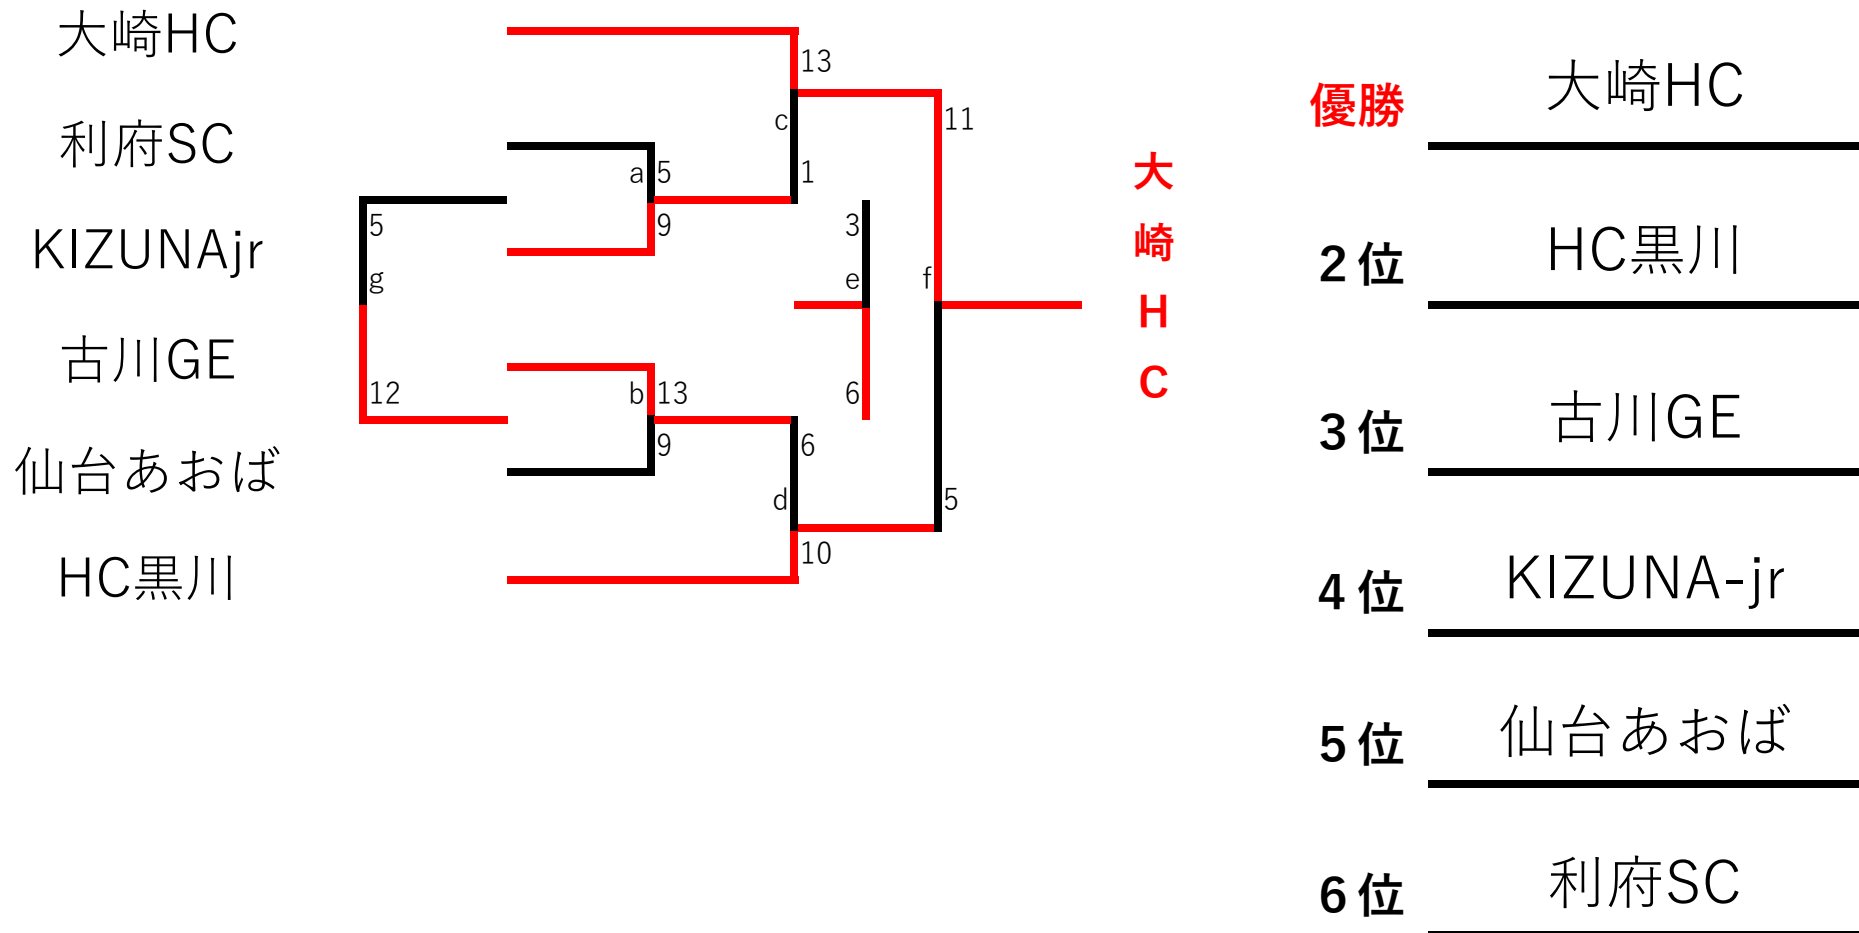 大崎HC
利府SC
KIZUNAjr
古川GE
仙台あおば
HC黒川
5
g
12
a
5
9
b
13
9
13
c
1
6
d
10
3
e
6
11
f
5
大
崎
H
C
優勝 大崎HC
2位 HC黒川
3位 古川GE
4位 KIZUNA-jr
5位 仙台あおば
6位 利府SC